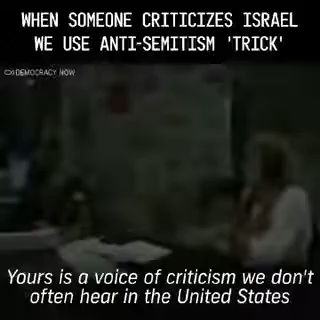 WHEN SOMEONE CRITICIZES ISRAEL
WE USE ANTI-SEMITISM 'TRICK'
DEMOCRACY NOW
Yours is a voice of criticism we don't
often hear in the United States